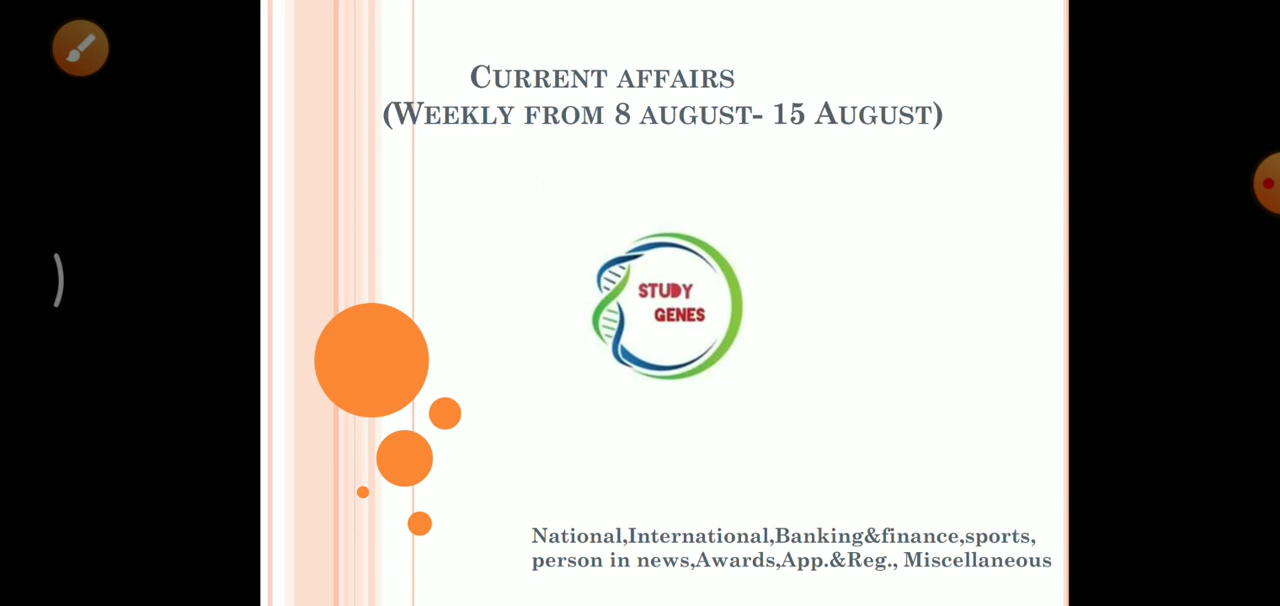 Current affairs
(Weekly from 8 august- 15 August)
STUDY
GENES
National,International,Banking&finance,sports,
person in news,Awards,App.&Reg., Miscellaneous